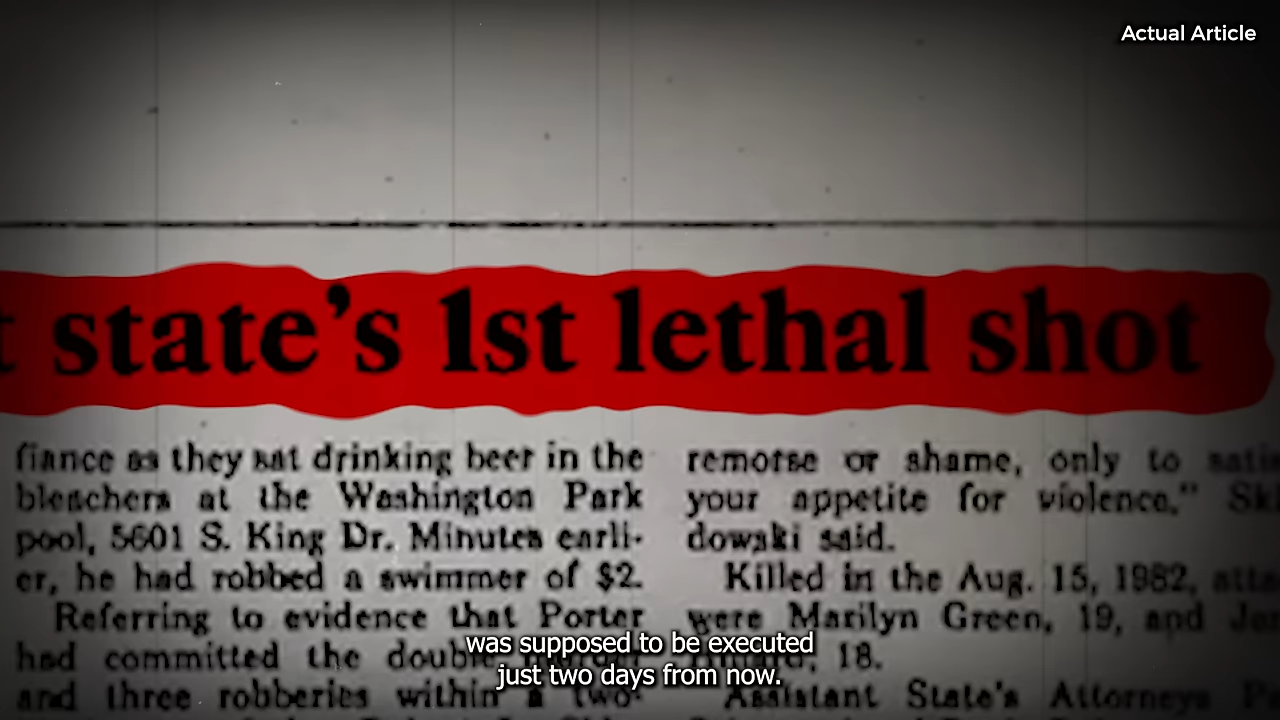 Actual Article
state's 1st lethal shot
fiance as they sat drinking beer in the
bleachers at the Washington Park
pool, 5601 S. King Dr. Minutes earli-
er, he had robbed a swimmer of $2.
Referring to evidence that Porter
had committed the double
and three robberies within a two-
remorse or shame, only to
your appetite for violence."
dowski said.
Killed in the Aug. 15, 1982,
were Marilyn Green, 19, and
18.
Assistant State's Attorneys
was supposed to be executed
just two days from now.